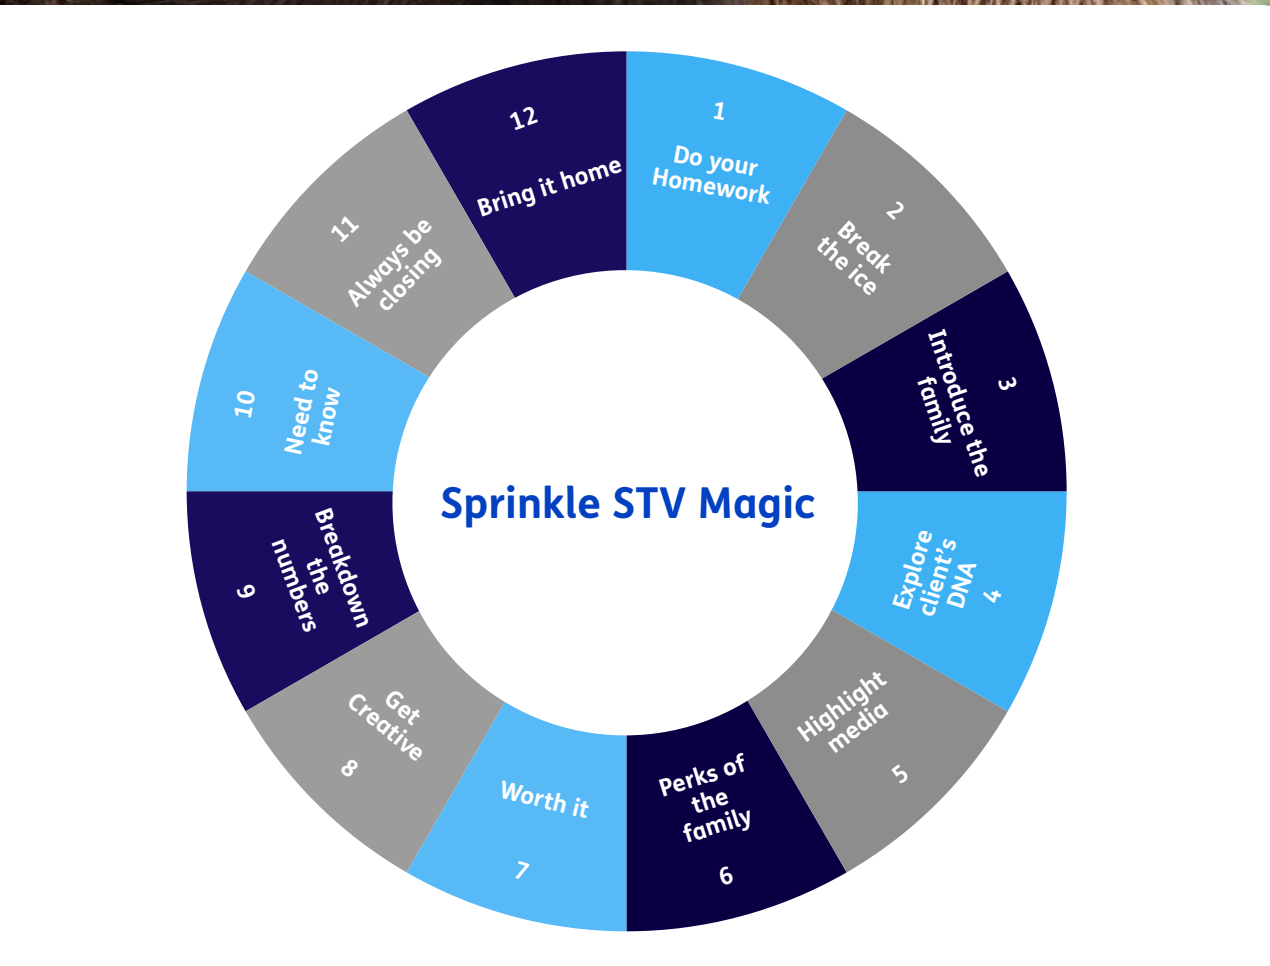 1
Do your
Homework
2
Break
the ice
3
Introduce the
family
4
Explore
client’s
DNA
5
Highlight
media
6
Perks of
the
family
7
Worth it
8
Get
Creative
9
Breakdown
the
numbers
10
Need to
know
11
Always be
closing
12
Bring it home
Sprinkle STV Magic